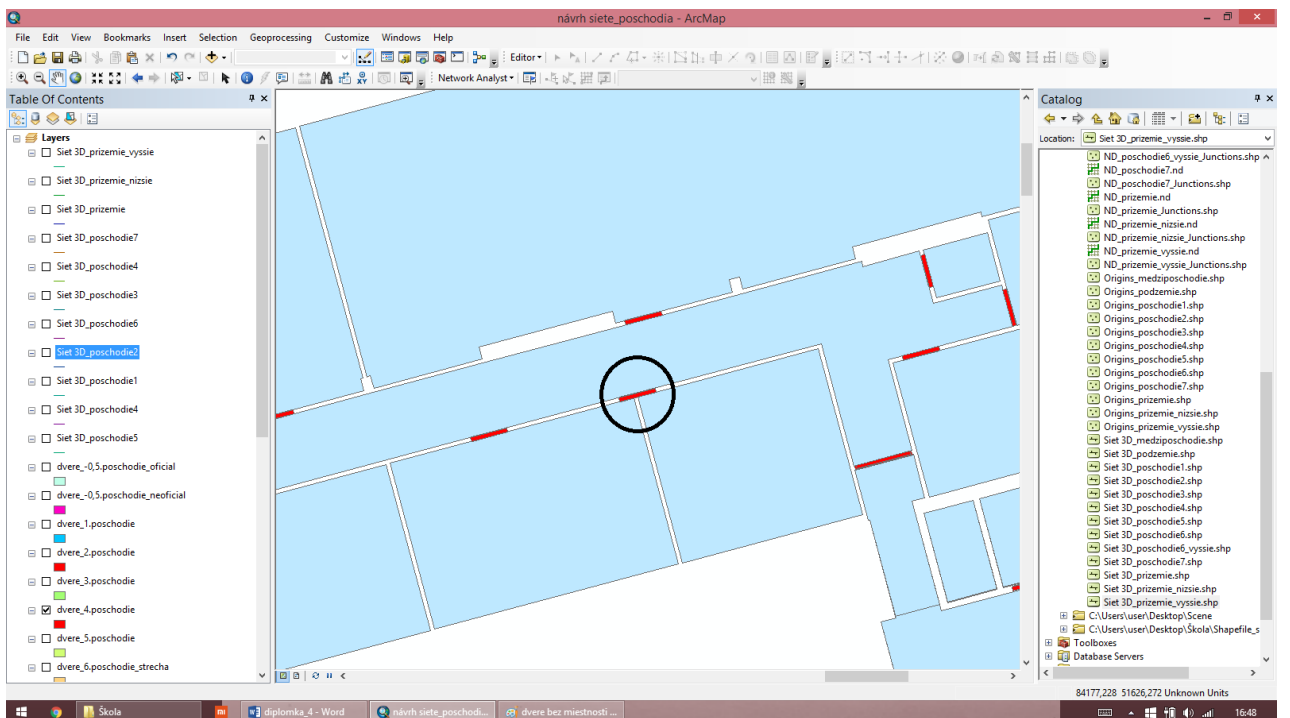 návrh siete_poschodia - ArcMap
File Edit View Bookmarks Insert Selection Geoprocessing Customize Windows Help
Editor
Network Analyst
Table Of Contents
Layers
Siet 3D_prizemie_vyssie
Siet 3D_prizemie_nizsie
Siet 3D_prizemie
Siet 3D_poschodie7
Siet 3D_poschodie4
Siet 3D_poschodie3
Siet 3D_poschodie6
Siet 3D_poschodie2
Siet 3D_poschodie1
Siet 3D_poschodie4
Siet 3D_poschodie5
dvere_-0,5.poschodie_oficial
dvere_-0,5.poschodie_neoficial
dvere_1.poschodie
dvere_2.poschodie
dvere_3.poschodie
dvere_4.poschodie
dvere_5.poschodie
dvere_6.poschodie_strecha
Catalog
Location: Siet 3D_prizemie_vyssie.shp
ND_poschodie6_vyssie_Junctions.shp
ND_poschodie7.nd
ND_poschodie7_Junctions.shp
ND_prizemie.nd
ND_prizemie_Junctions.shp
ND_prizemie_nizsie.nd
ND_prizemie_nizsie_Junctions.shp
ND_prizemie_vyssie.nd
ND_prizemie_vyssie_Junctions.shp
Origins_medziposchodie.shp
Origins_podzemie.shp
Origins_poschodie1.shp
Origins_poschodie2.shp
Origins_poschodie3.shp
Origins_poschodie4.shp
Origins_poschodie5.shp
Origins_poschodie6.shp
Origins_poschodie7.shp
Origins_prizemie.shp
Origins_prizemie_nizsie.shp
Origins_prizemie_vyssie.shp
Siet 3D_medziposchodie.shp
Siet 3D_podzemie.shp
Siet 3D_poschodie1.shp
Siet 3D_poschodie2.shp
Siet 3D_poschodie3.shp
Siet 3D_poschodie4.shp
Siet 3D_poschodie5.shp
Siet 3D_poschodie6.shp
Siet 3D_poschodie6_vyssie.shp
Siet 3D_poschodie7.shp
Siet 3D_prizemie.shp
Siet 3D_prizemie_nizsie.shp
Siet 3D_prizemie_vyssie.shp
C:\Users\user\Desktop\Scene
C:\Users\user\Desktop\Škola\Shapefile_s
Toolboxes
Database Servers
84177,228 51626,272 Unknown Units
Škola
mi
diplomka_4 - Word
návrh siete_poschodi...
dvere bez miestnosti ...
16:48